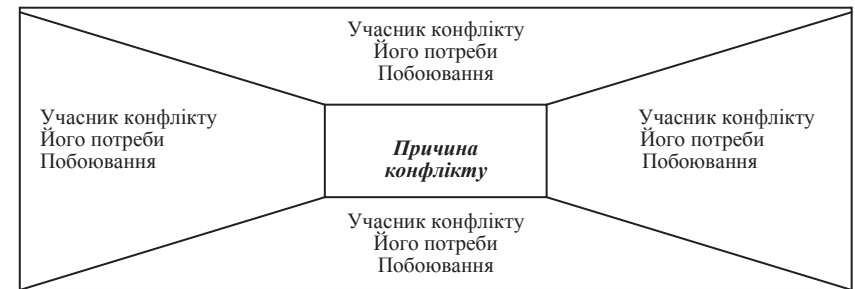 Учасник конфлікту
Його потреби
Побоювання
Учасник конфлікту
Його потреби
Побоювання
Причина
конфлікту
Учасник конфлікту
Його потреби
Побоювання
Учасник конфлікту
Його потреби
Побоювання